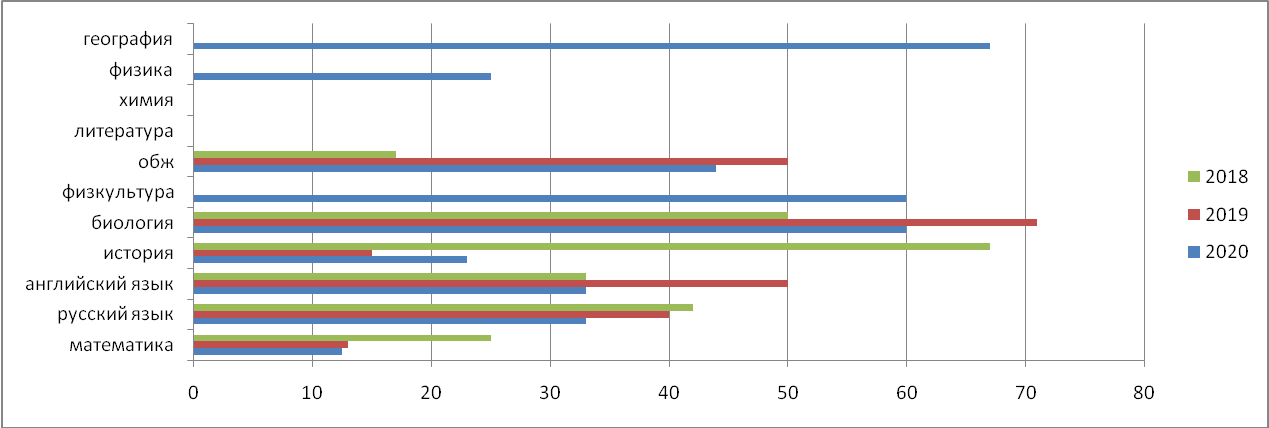 география
физика
химия
литература
обж
физкультура
биология
история
английский язык
русский язык
математика
0 10 20 30 40 50 60 70 80
2018
2019
2020